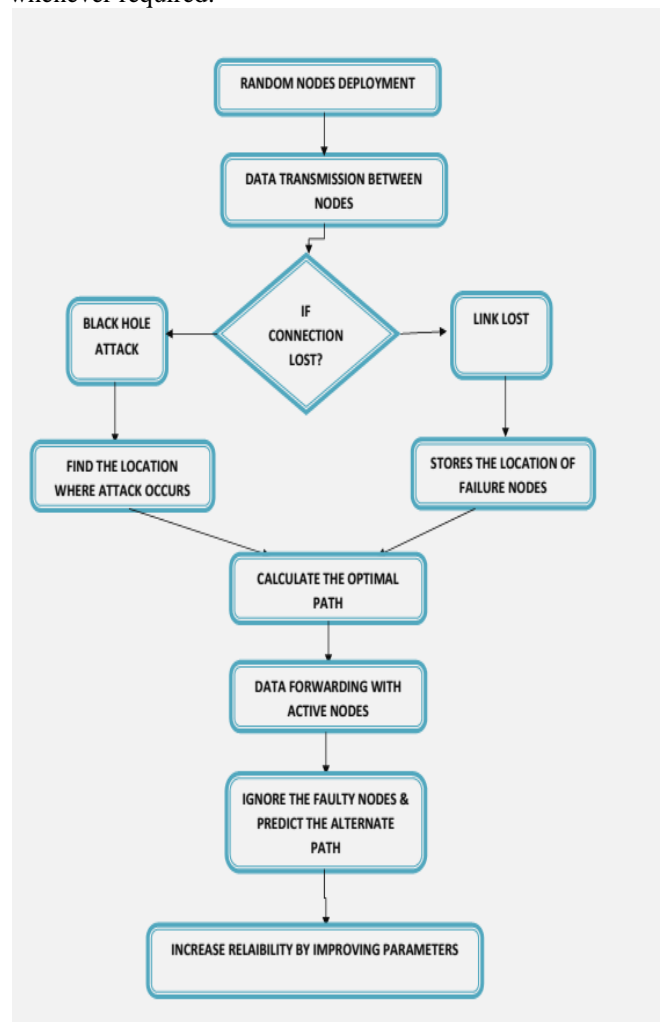 whenever required.
RANDOM NODES DEPLOYMENT
DATA TRANSMISSION BETWEEN
NODES
IF
CONNECTION
LOST?
BLACK HOLE
ATTACK
LINK LOST
FIND THE LOCATION
WHERE ATTACK OCCURS
STORES THE LOCATION OF
FAILURE NODES
CALCULATE THE OPTIMAL
PATH
DATA FORWARDING WITH
ACTIVE NODES
IGNORE THE FAULTY NODES &
PREDICT THE ALTERNATE
PATH
INCREASE RELAIBILITY BY IMPROVING PARAMETERS